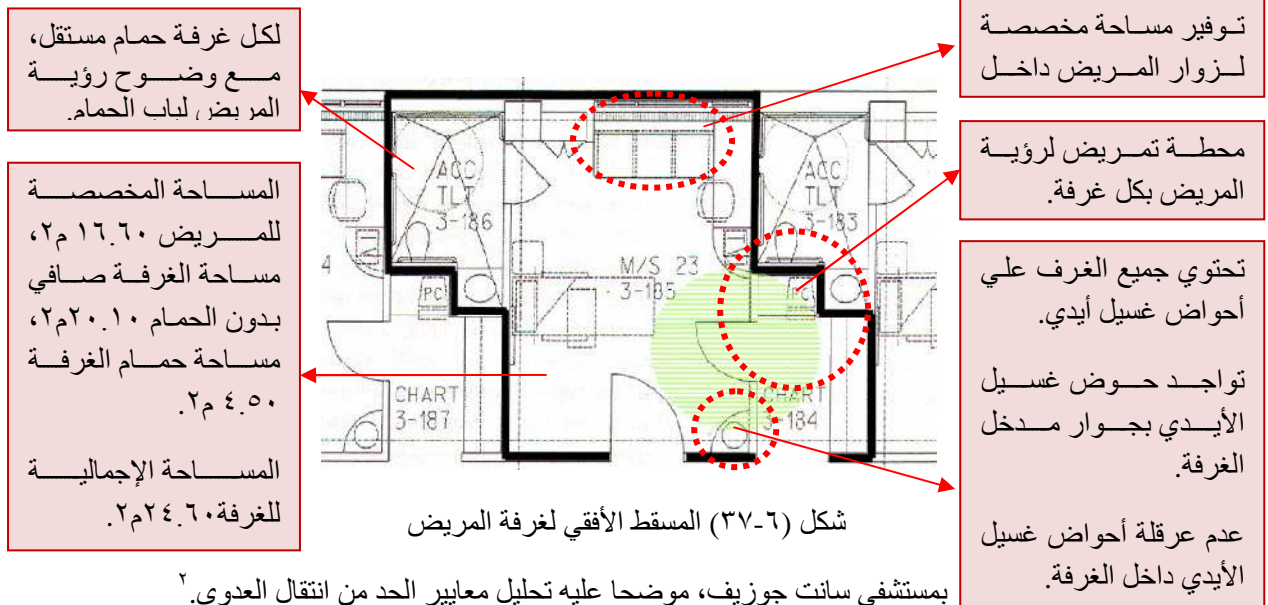 توفير مساحة مخصصة
لزوار المريض داخل
محطة تمريض لرؤية
المريض بكل غرفة.
تحتوي جميع الغرف علي
أحواض غسيل أيدي.
تواجد حوض غسيل
الأيدي بجوار مدخل
الغرفة.
عدم عرقلة أحواض غسيل
الأيدي داخل الغرفة.
لكل غرفة حمام مستقل،
مع وضوح رؤية
المريض لباب الحمام.
المساحة المخصصة
للمريض ١٦.٦٠ م٢،
مساحة الغرفة صافي
بدون الحمام ٢٠.١٠م٢،
مساحة حمام الغرفة
٤.٥٠ م٢.
المساحة الإجمالية
للغرفة٢٤.٦٠م٢.
ACC
TLT
3-186
ACC
TLT
3-183
M/S 23
3-185
4
PC
PC
CHART
3-187
CHART
3-184
شكل (٦-٣٧) المسقط الأفقي لغرفة المريض
بمستشفى سانت جوزيف، موضحا عليه تحليل معايير الحد من انتقال العدوى.٢